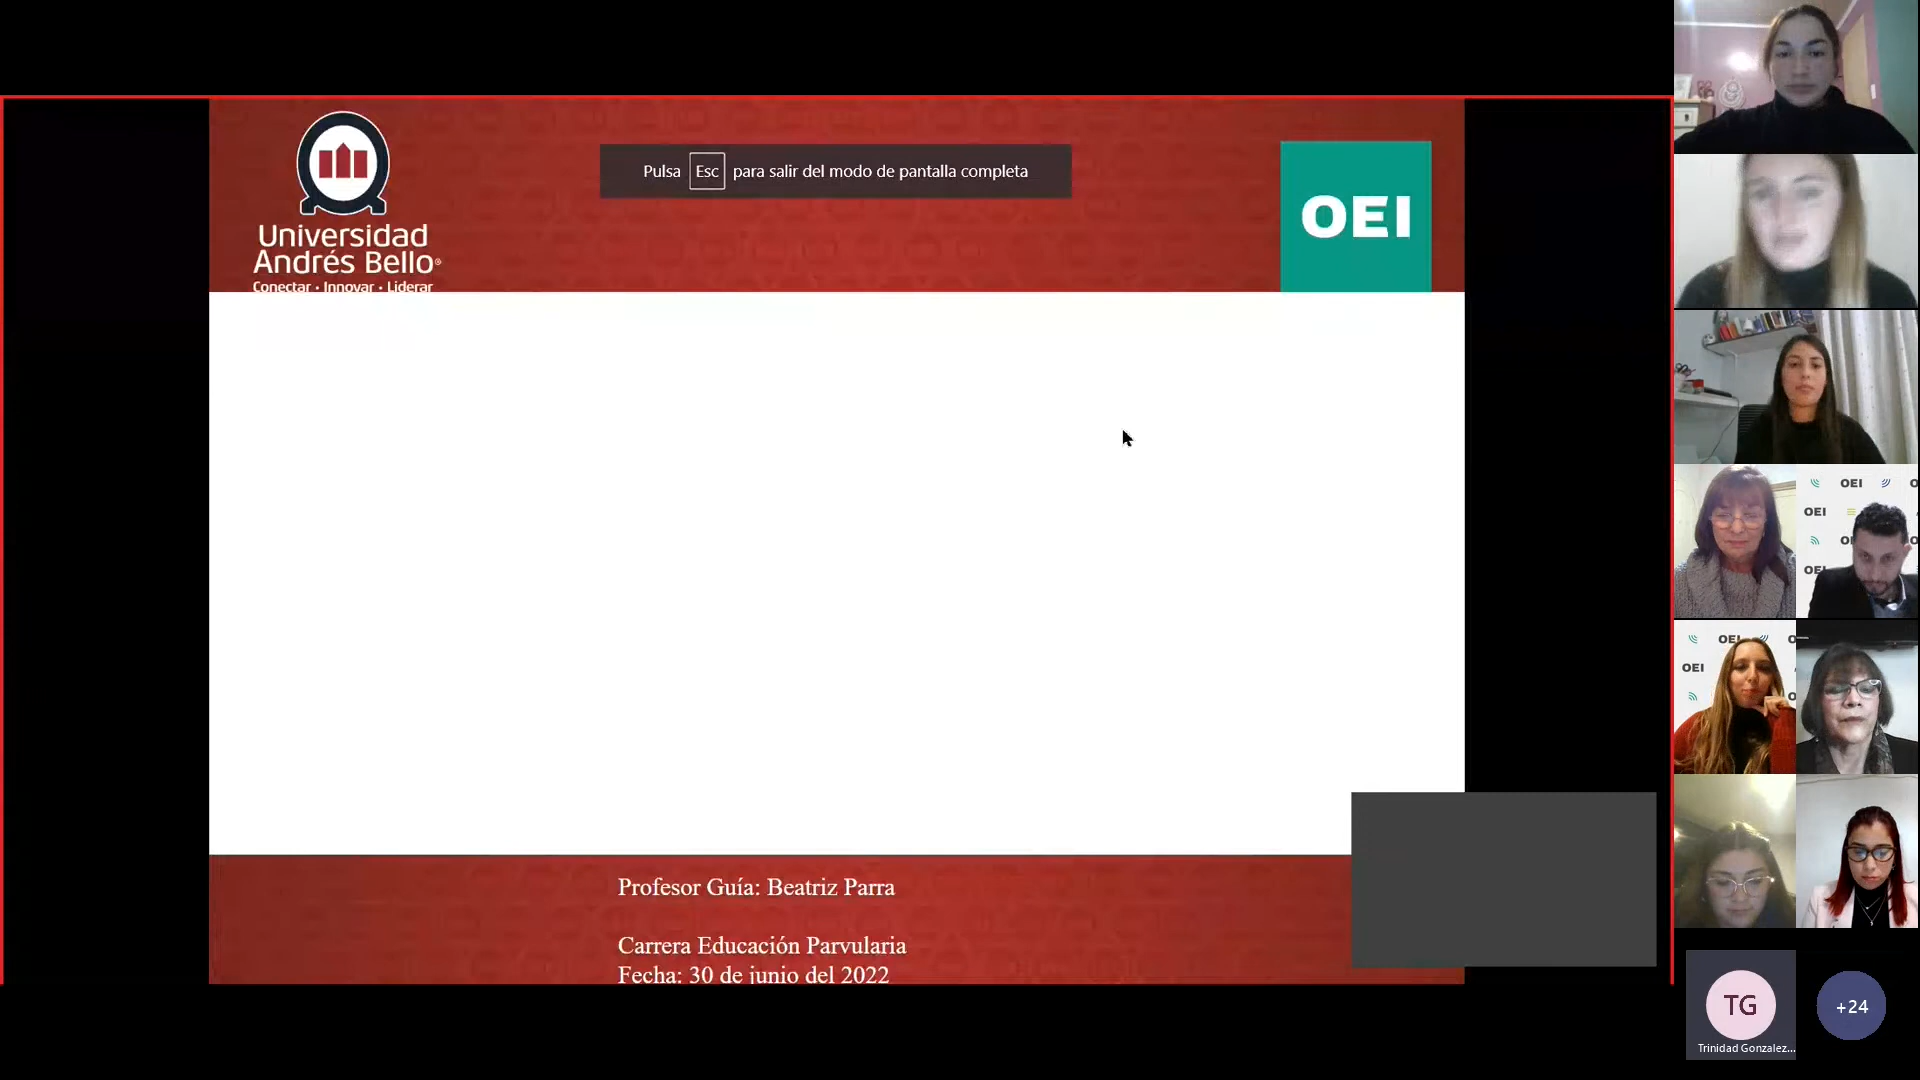 Universidad
Andrés Bello®
Conectar • Innovar • Liderar
Pulsa Esc para salir del modo de pantalla completa
OEI
Profesor Guía: Beatriz Parra
Carrera Educación Parvularia
Fecha: 30 de junio del 2022
OEI
OEI
OEI
OEI
OEI
TG
Trinidad Gonzalez...
+24